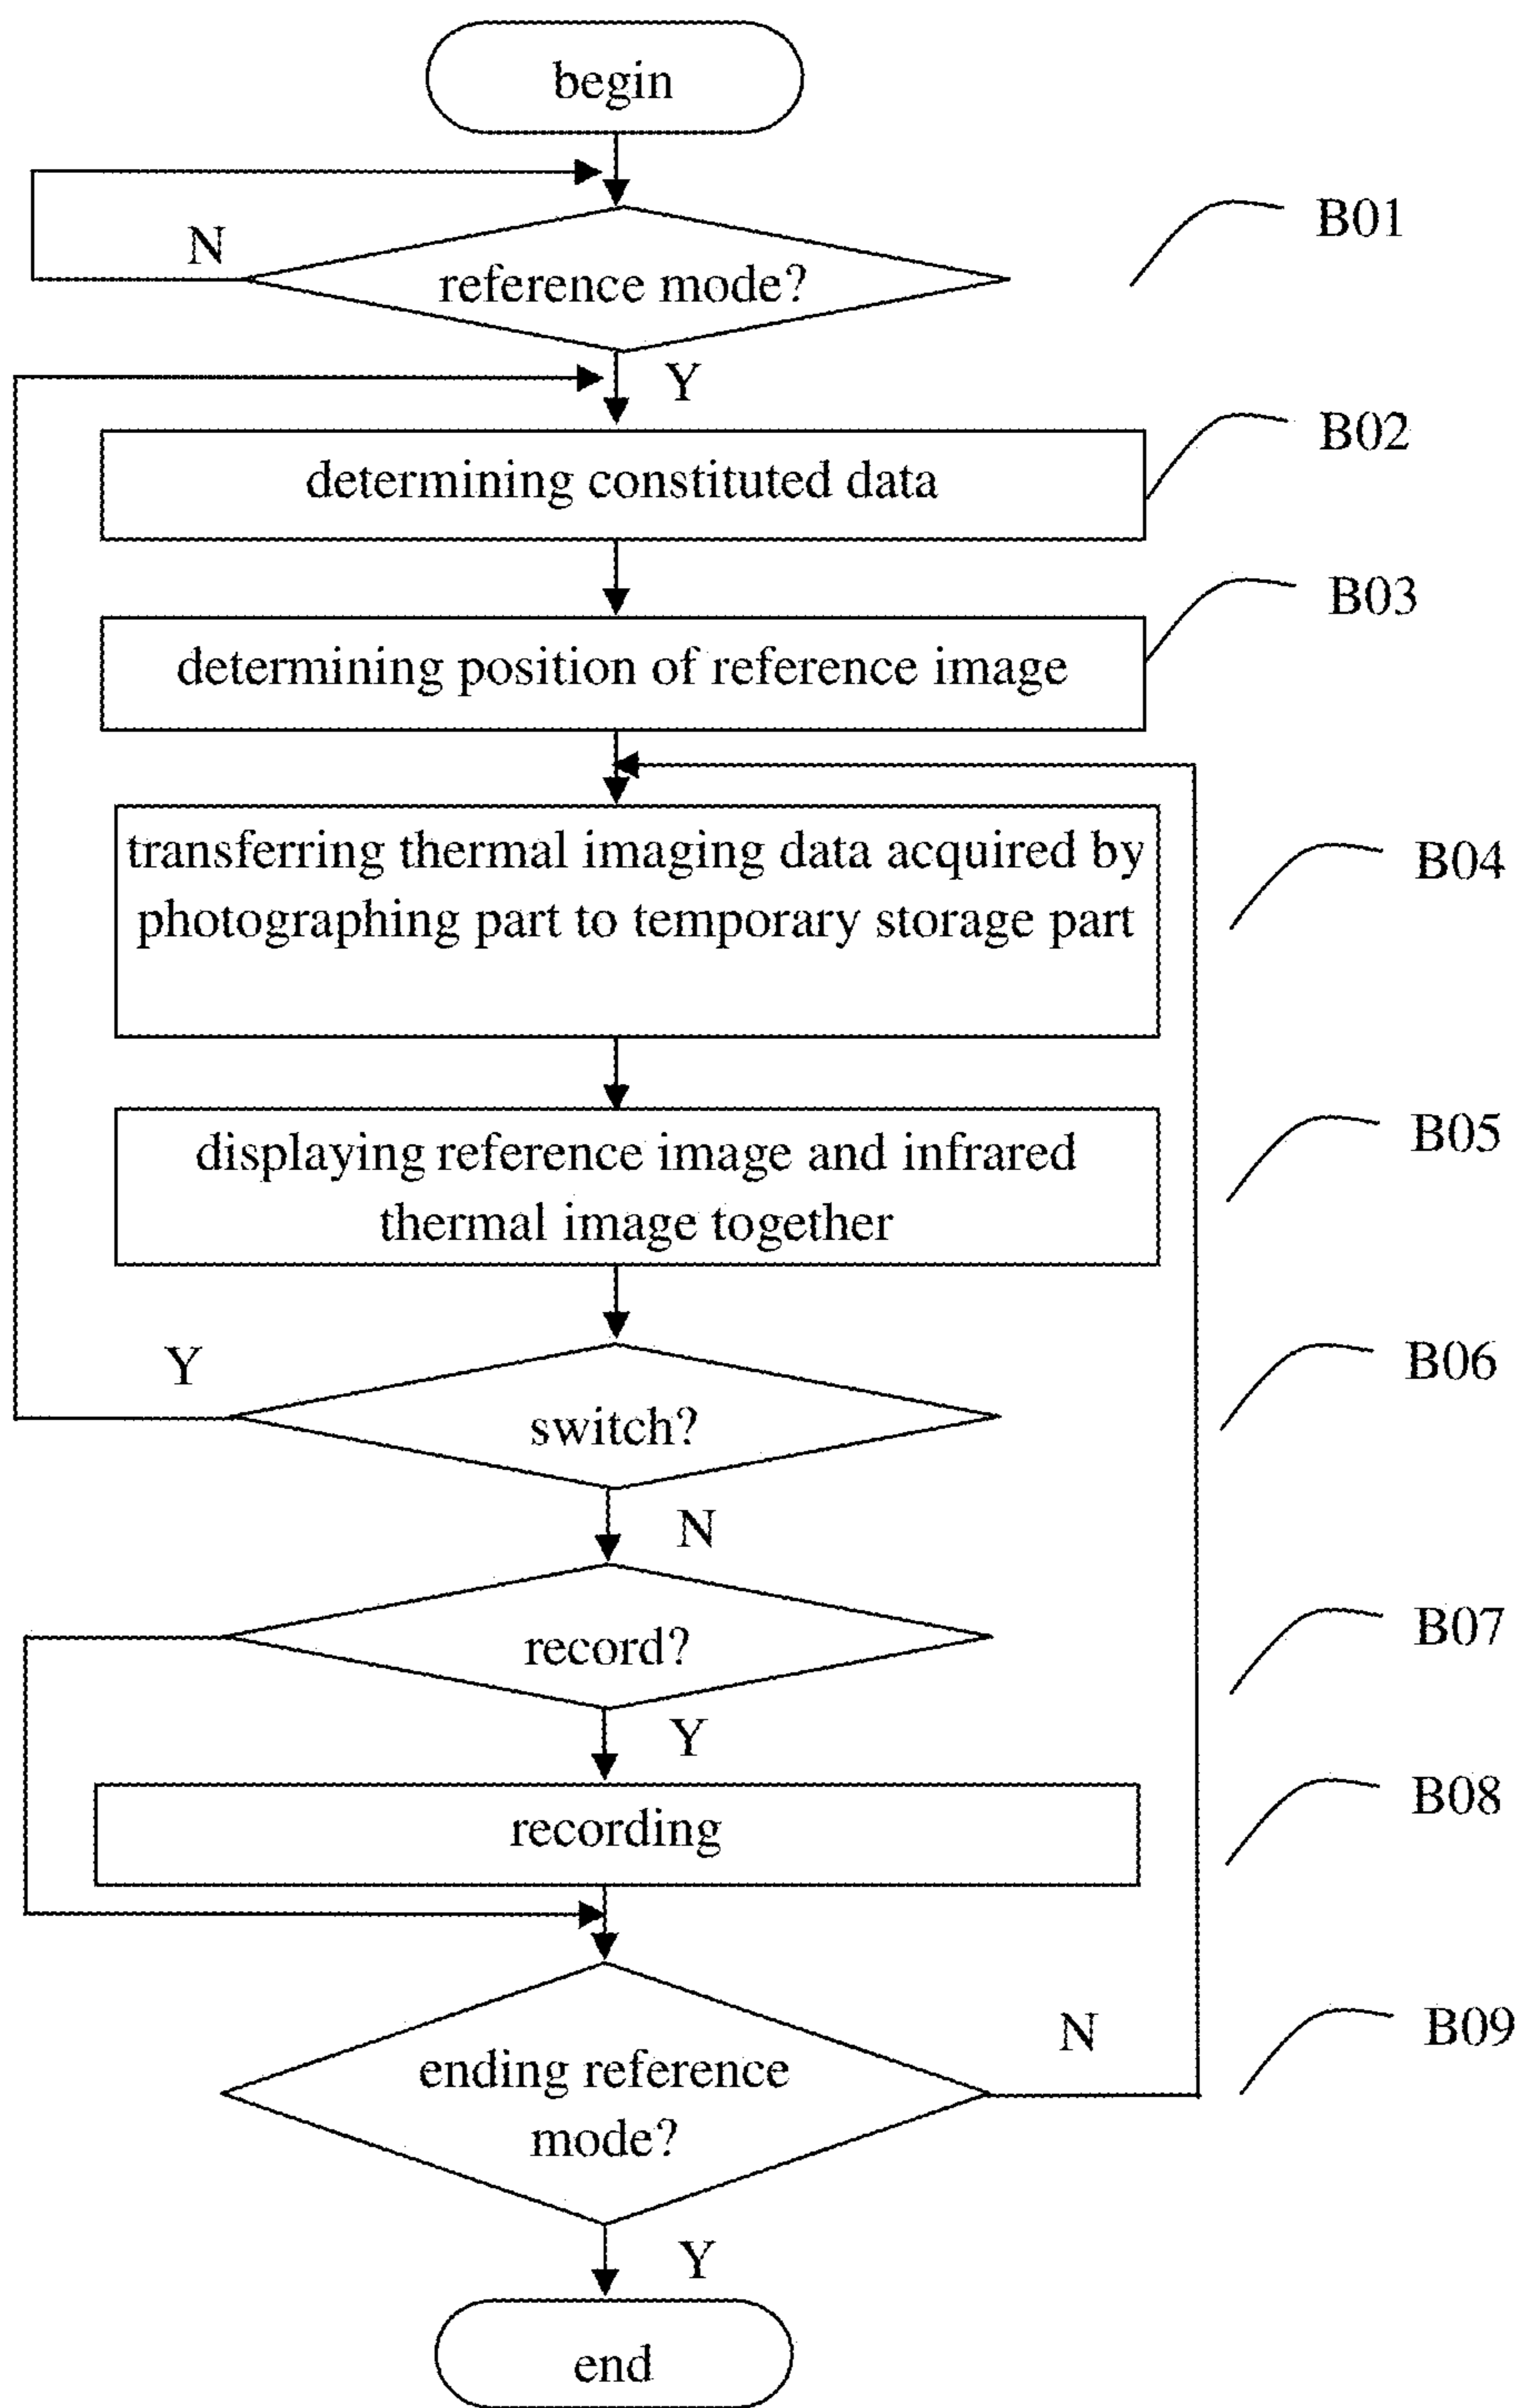 begin
N
B01
reference mode?
Y
B02
determining constituted data
B03
determining position of reference image
transferring thermal imaging data acquired by
B04
photographing part to temporary storage part
B05
displaying reference image and infrared
thermal image together
Y
B06
switch?
N
B07
record?
Y
B08
recording
N
B09
ending reference
mode?
Y
end